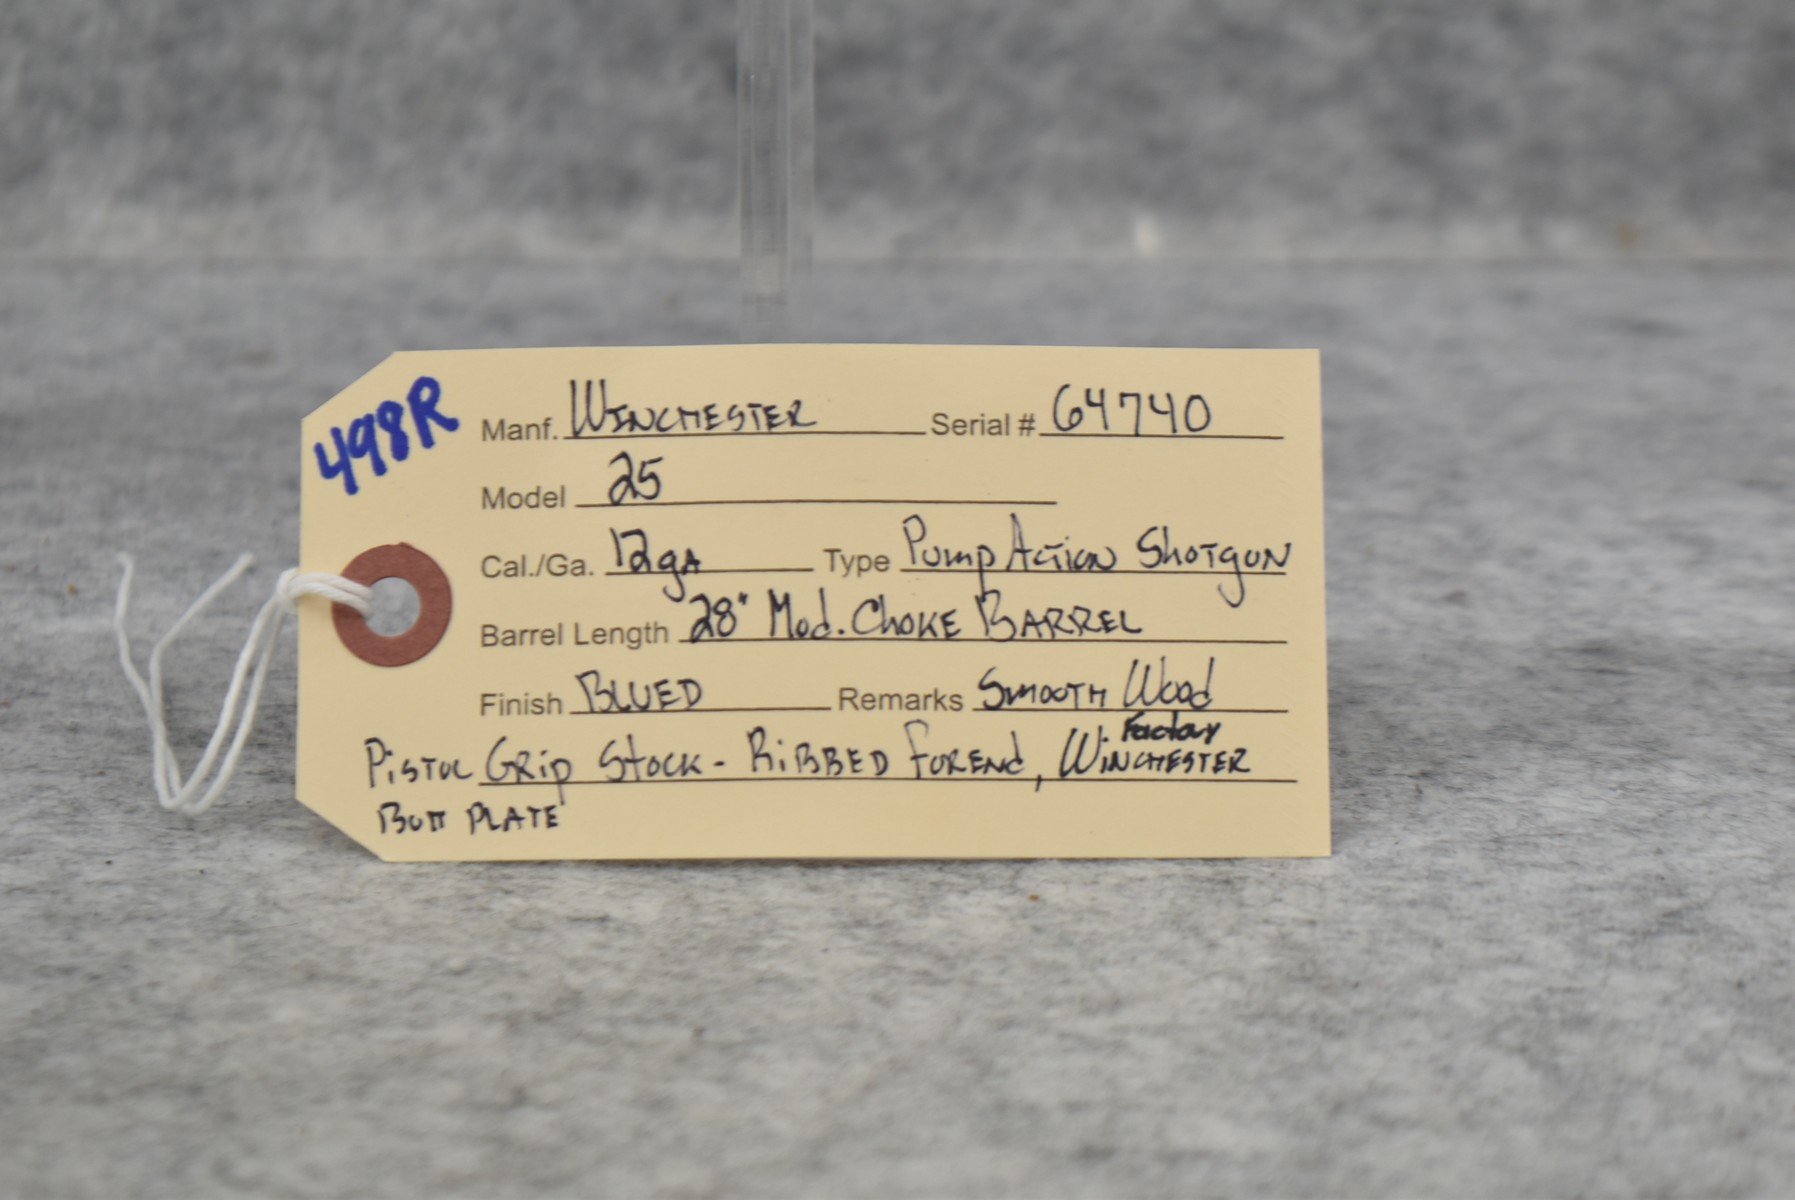 498R
Manf. Winchester Serial # 64740
Model 25
Cal./Ga. 12ga Type Pump Action Shotgun
Barrel Length 28" Mod. Choke Barrel
Finish Blued Remarks Smooth Wood
Factory
Pistol Grip Stock - Ribbed Forend, Winchester
Butt Plate